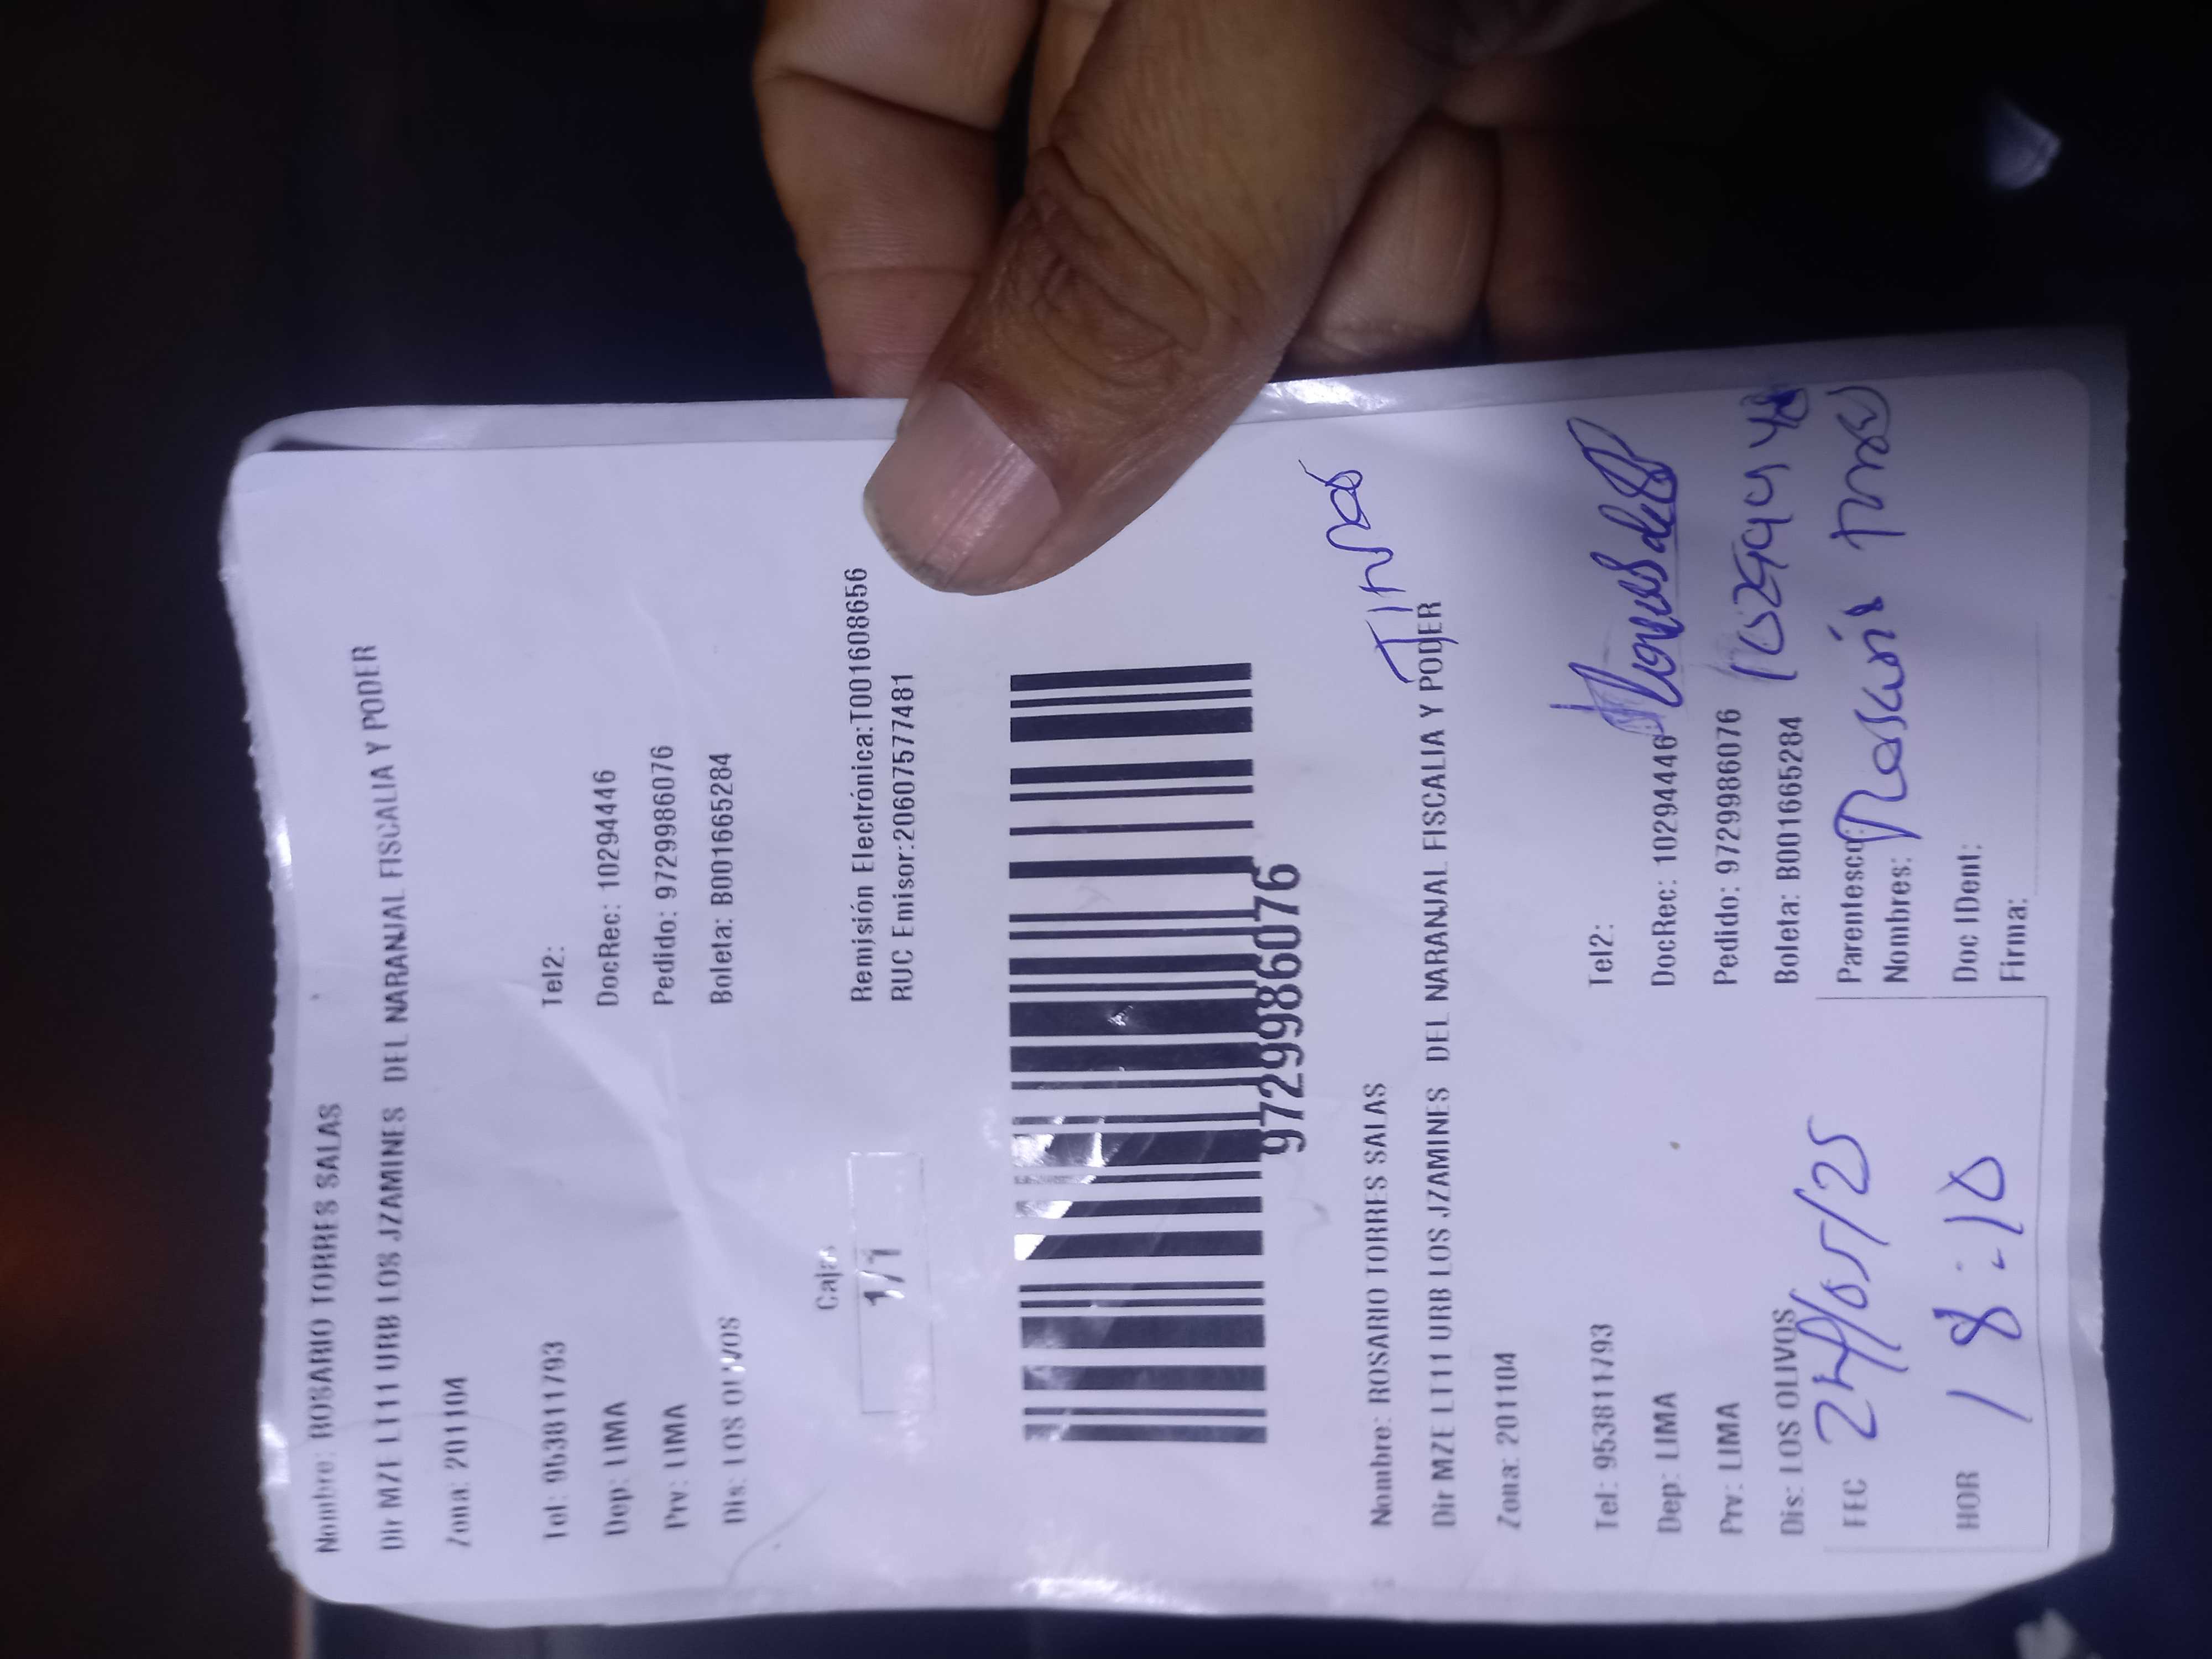 Nombre: ROSARIO TORRES SALAS
Dir MZE LT11 URB LOS JZAMINES DEL NARANJAL FISCALIA Y PODER
Zona: 201104
Tel: 953811793 Tel2:
Dep: LIMA DocRec: 10294446
Prv: LIMA Pedido: 9729986076
Dis: LOS OLIVOS Boleta: B001665284
Cajas
1/1
Remisión Electrónica:T001608656
RUC Emisor:20607577481
9729986076
Nombre: ROSARIO TORRES SALAS
Dir MZE LT11 URB LOS JZAMINES DEL NARANJAL FISCALIA Y PODER
Zona: 201104
Tel: 953811793 Tel2:
Dep: LIMA DocRec: 10294446
Prv: LIMA Pedido: 9729986076
Dis: LOS OLIVOS Boleta: B001665284
FEC 24/05/25 Parentesco:
Nombres:
HOR 18:10 Doc IDent:
Firma: